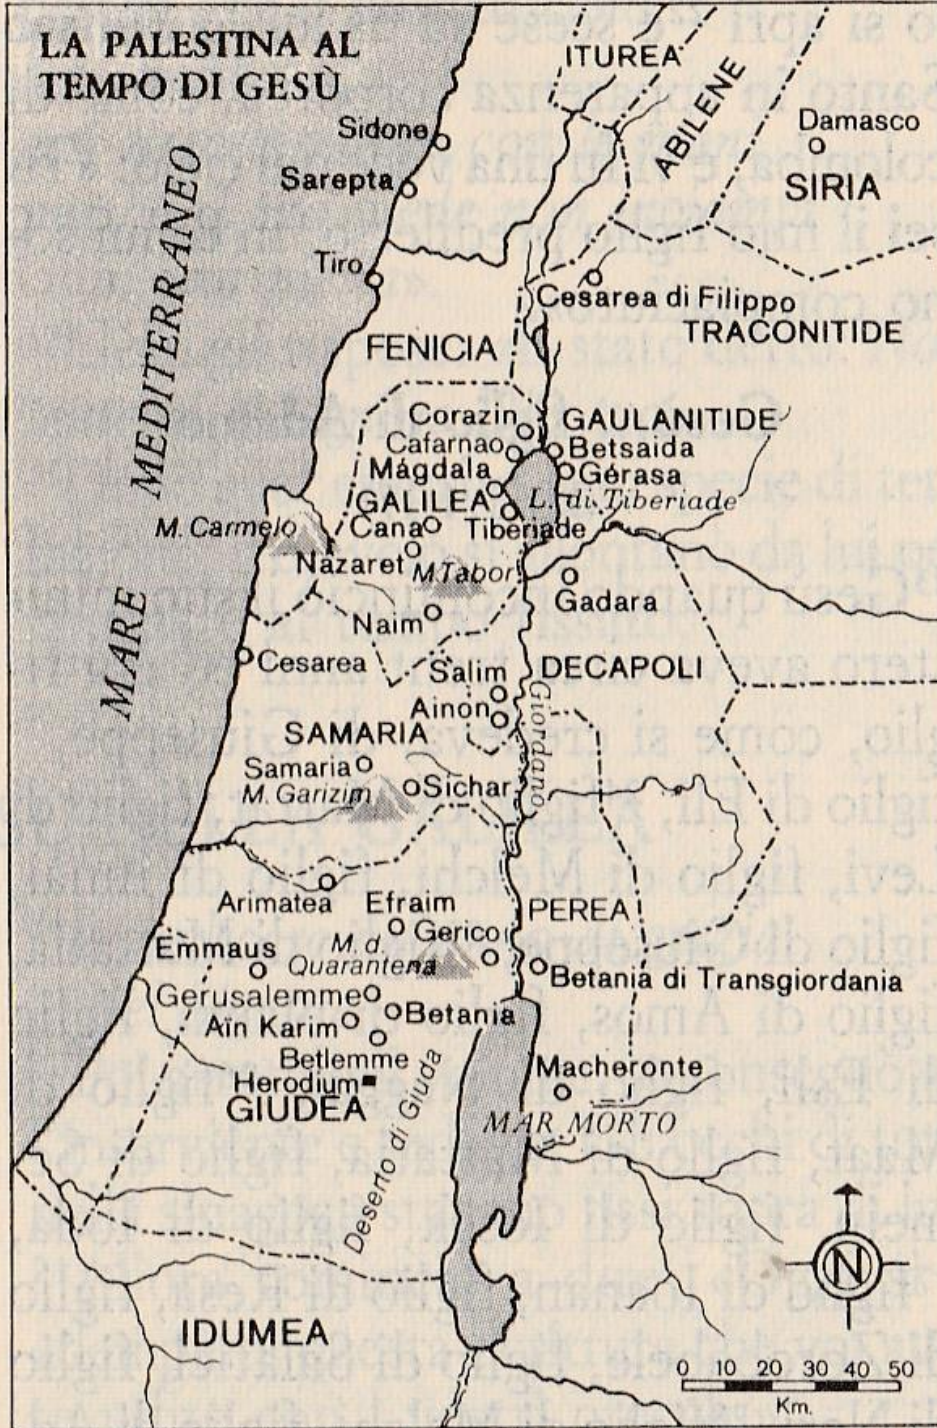 LA PALESTINA AL
TEMPO DI GESÙ
ITUREA
ABILENE
Damasco
SIRIA
Sidone
Sarepta
Tiro
MARE MEDITERRANEO
Cesarea di Filippo
TRACONITIDE
FENICIA
Corazin
GAULANITIDE
Cafarnao
Betsaida
Mágdala
Gérasa
GALILEA
L. di Tiberiade
M. Carmelo
Cana
Tiberiade
Nazaret
M Tabor
Gadara
Naim
Cesarea
Salim
DECAPOLI
Ainon
Giordano
SAMARIA
Samaria
M. Garizim
Sichar
Arimatea
Efraim
PEREA
Gerico
Emmaus
M. d.
Quarantena
Betania di Transgiordania
Gerusalemme
Betania
Aïn Karim
Betlemme
Herodium
GIUDEA
Deserto di Giuda
Macheronte
MAR MORTO
N
IDUMEA
0 10 20 30 40 50
Km.